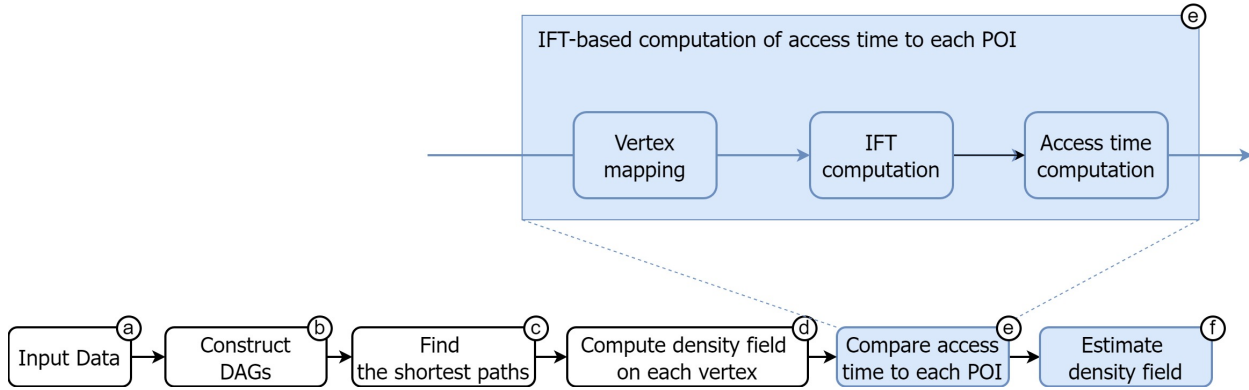 e
IFT-based computation of access time to each POI
Vertex
mapping
IFT
computation
Access time
computation
a
Input Data
b
Construct
DAGs
c
Find
the shortest paths
d
Compute density field
on each vertex
e
Compare access
time to each POI
f
Estimate
density field